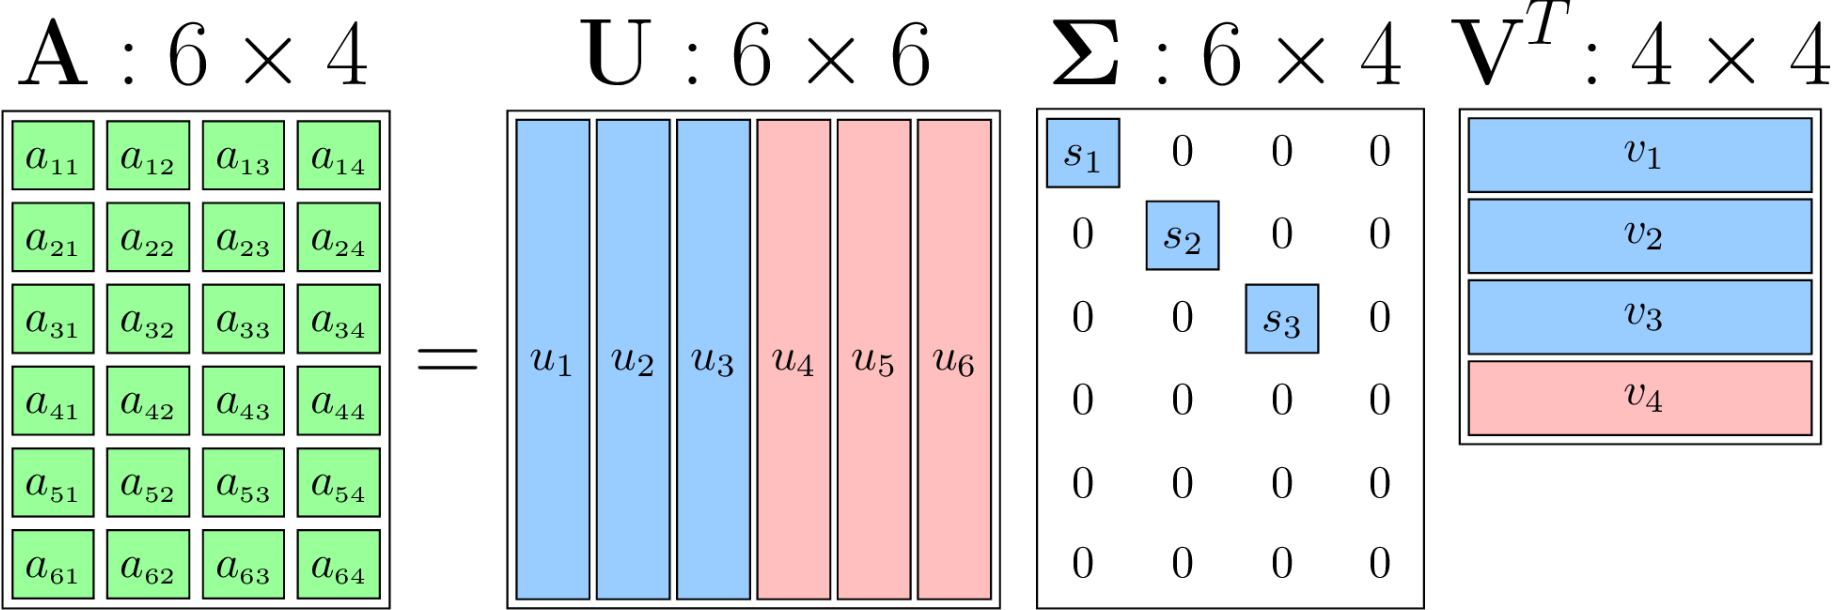 A : 6 × 4 U : 6 × 6 Σ : 6 × 4 Vᵀ : 4 × 4
a₁₁ a₁₂ a₁₃ a₁₄
a₂₁ a₂₂ a₂₃ a₂₄
a₃₁ a₃₂ a₃₃ a₃₄
a₄₁ a₄₂ a₄₃ a₄₄
a₅₁ a₅₂ a₅₃ a₅₄
a₆₁ a₆₂ a₆₃ a₆₄
=
u₁ u₂ u₃ u₄ u₅ u₆
s₁ 0 0 0
0 s₂ 0 0
0 0 s₃ 0
0 0 0 0
0 0 0 0
0 0 0 0
v₁
v₂
v₃
v₄